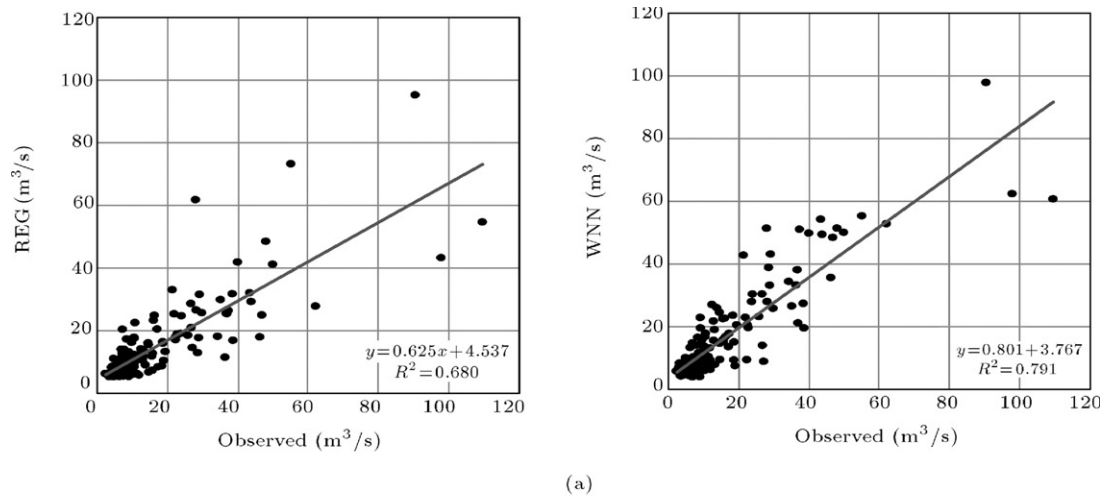 120
100
80
60
40
20
0
REG (m³/s)
y=0.625x+4.537
R²=0.680
0 20 40 60 80 100 120
Observed (m³/s)
120
100
80
60
40
20
0
WNN (m³/s)
y=0.801+3.767
R²=0.791
0 20 40 60 80 100 120
Observed (m³/s)
(a)